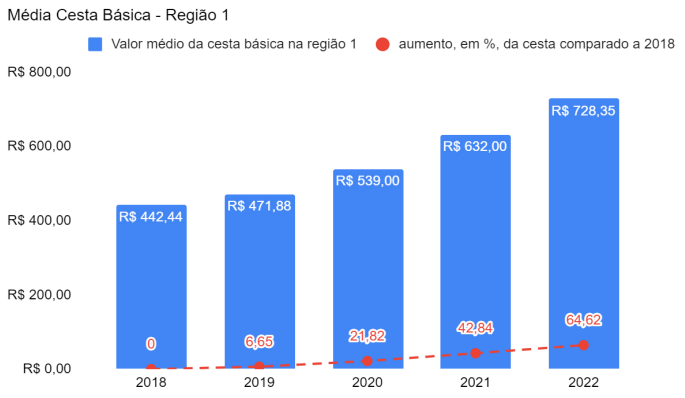 Média Cesta Básica - Região 1
Valor médio da cesta básica na região 1
aumento, em %, da cesta comparado a 2018
R$ 800,00
R$ 600,00
R$ 400,00
R$ 200,00
R$ 0,00
R$ 442,44
R$ 471,88
R$ 539,00
R$ 632,00
R$ 728,35
0
6,65
21,82
42,84
64,62
2018
2019
2020
2021
2022